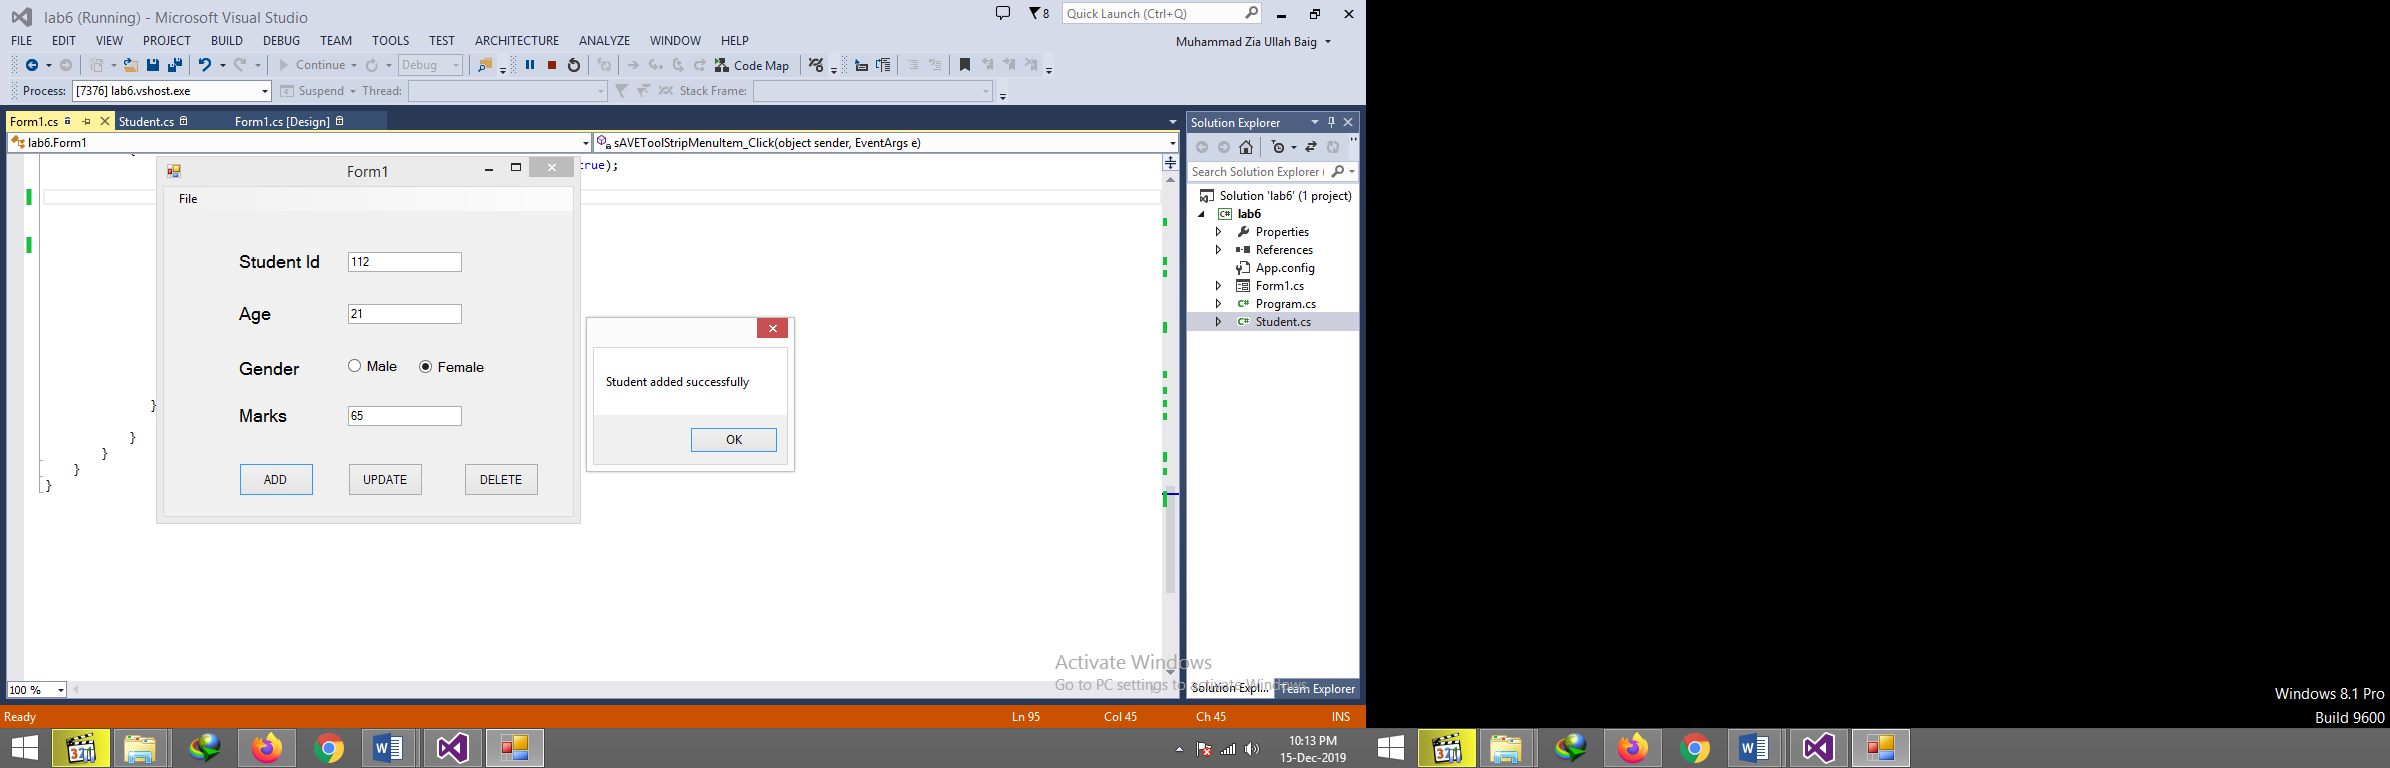 lab6 (Running) - Microsoft Visual Studio
8
Quick Launch (Ctrl+Q)
FILE EDIT VIEW PROJECT BUILD DEBUG TEAM TOOLS TEST ARCHITECTURE ANALYZE WINDOW HELP
Muhammad Zia Ullah Baig
Continue Debug Code Map
Process: [7376] lab6.vshost.exe Suspend Thread: Stack Frame:
Form1.cs Student.cs Form1.cs [Design]
lab6.Form1 sAVEToolStripMenuItem_Click(object sender, EventArgs e)
true);
}
}
}
}
}
Form1
File
Student Id 112
Age 21
Gender Male Female
Marks 65
ADD UPDATE DELETE
Student added successfully
OK
Solution Explorer
Search Solution Explorer (
Solution 'lab6' (1 project)
C# lab6
Properties
References
App.config
Form1.cs
C# Program.cs
C# Student.cs
Activate Windows
Go to PC settings to activate Windows.
Solution Expl... Team Explorer
100 %
Ready Ln 95 Col 45 Ch 45 INS
321
10:13 PM
15-Dec-2019
Windows 8.1 Pro
Build 9600
321